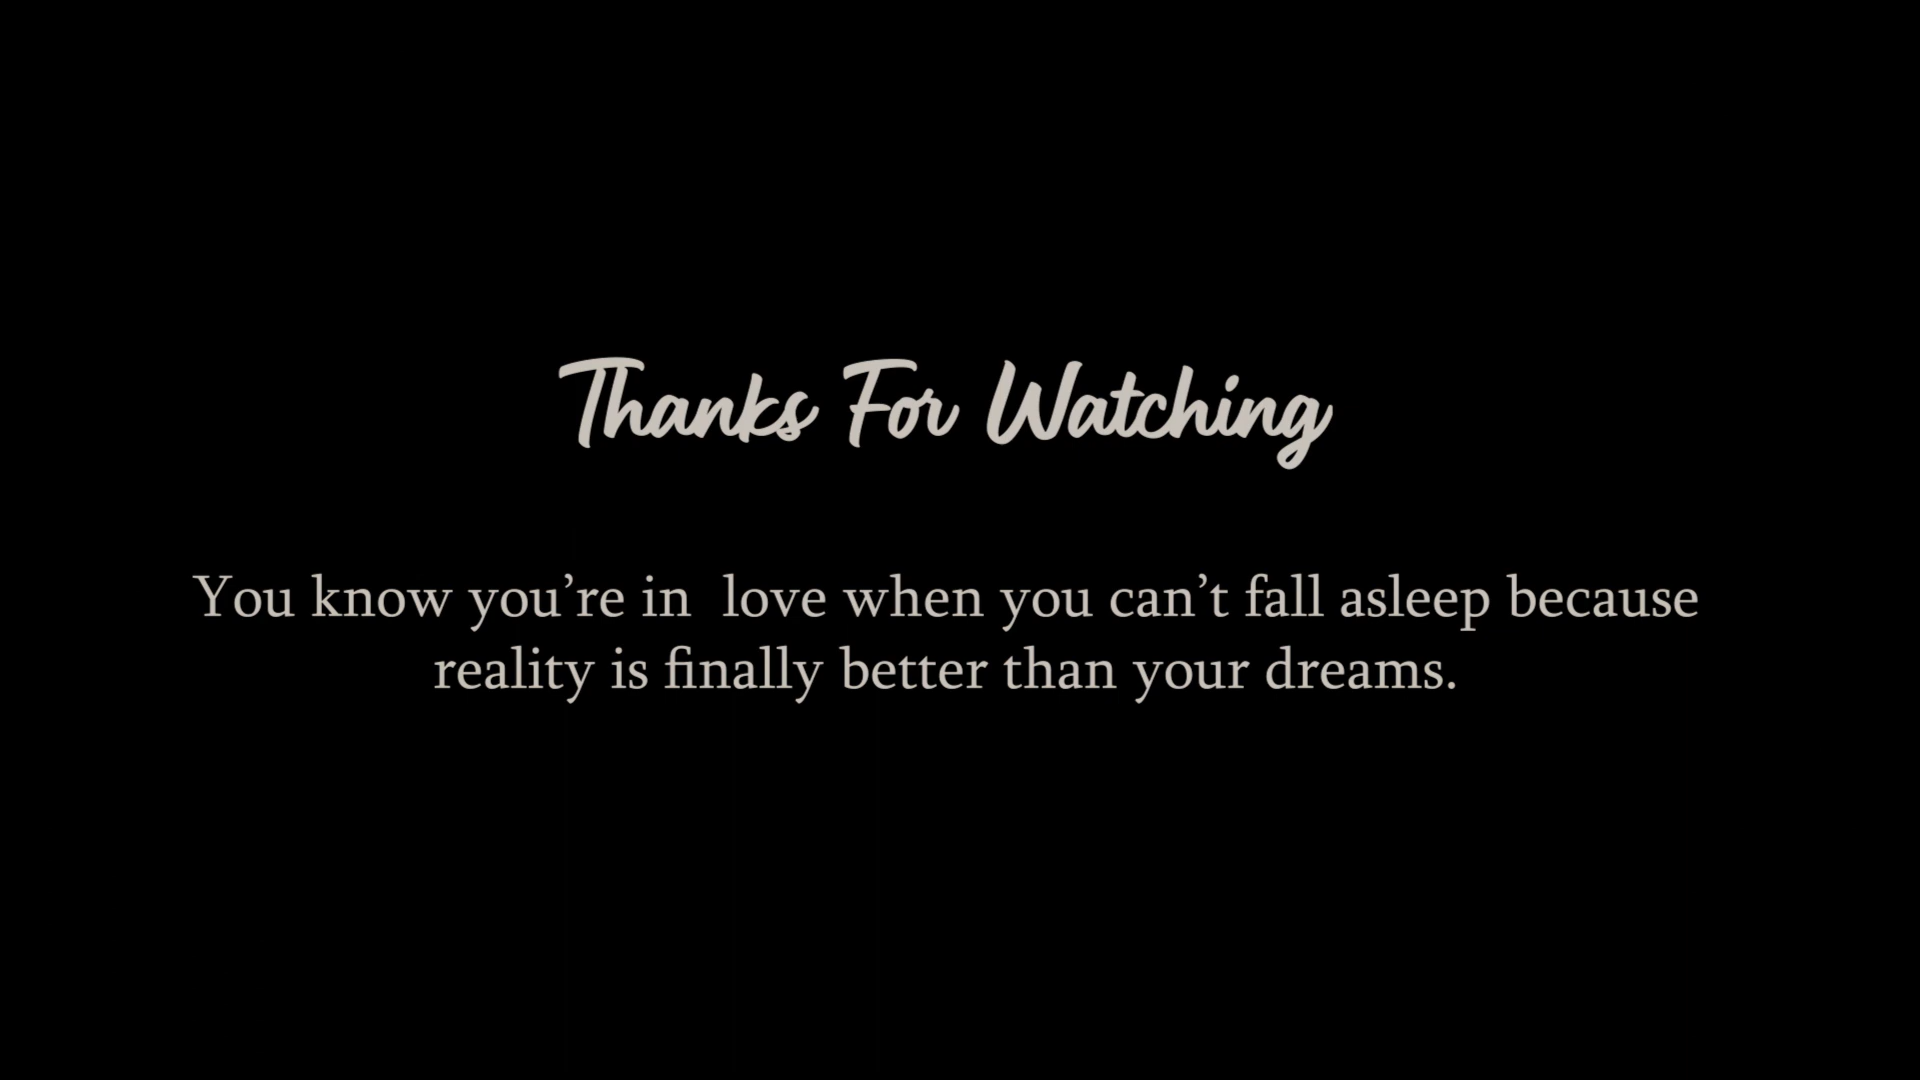 Thanks For Watching
You know you’re in  love when you can’t fall asleep because
reality is finally better than your dreams.